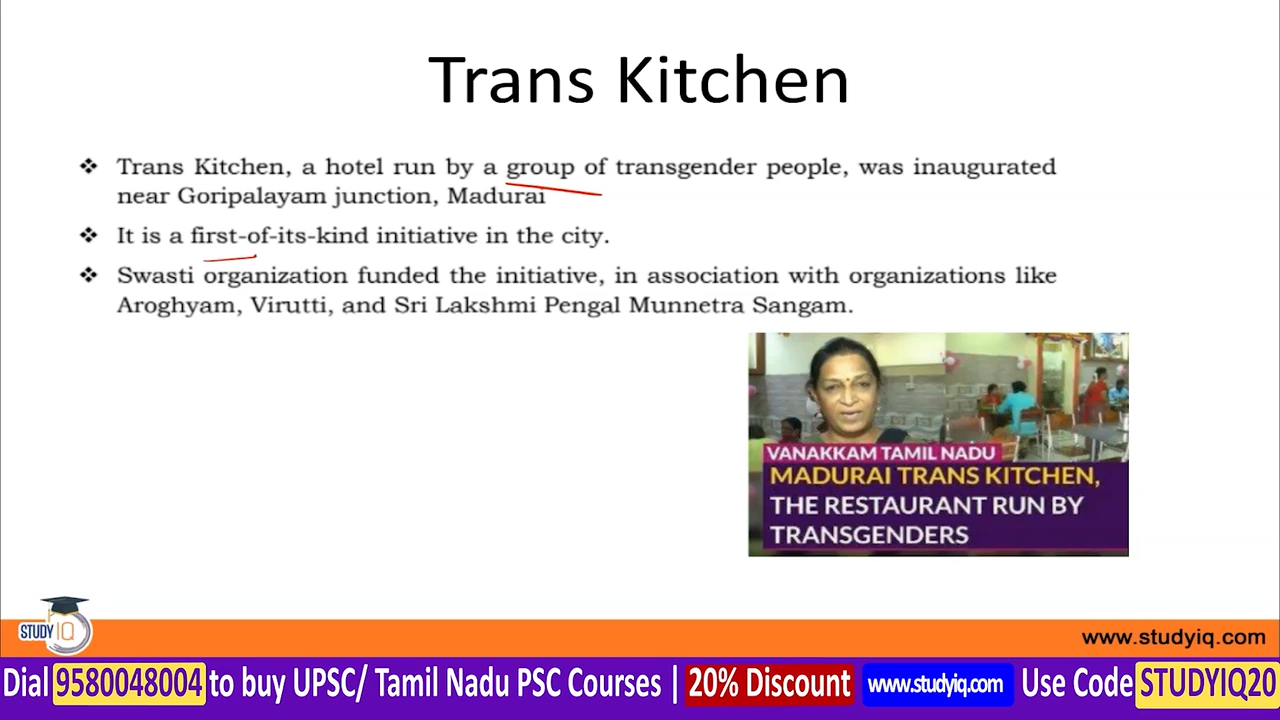 Trans Kitchen
❖ Trans Kitchen, a hotel run by a group of transgender people, was inaugurated
near Goripalayam junction, Madurai
❖ It is a first-of-its-kind initiative in the city.
❖ Swasti organization funded the initiative, in association with organizations like
Aroghyam, Virutti, and Sri Lakshmi Pengal Munnetra Sangam.
VANAKKAM TAMIL NADU
MADURAI TRANS KITCHEN,
THE RESTAURANT RUN BY
TRANSGENDERS
STUDY IQ
www.studyiq.com
Dial 9580048004 to buy UPSC/ Tamil Nadu PSC Courses | 20% Discount www.studyiq.com Use Code STUDYIQ20